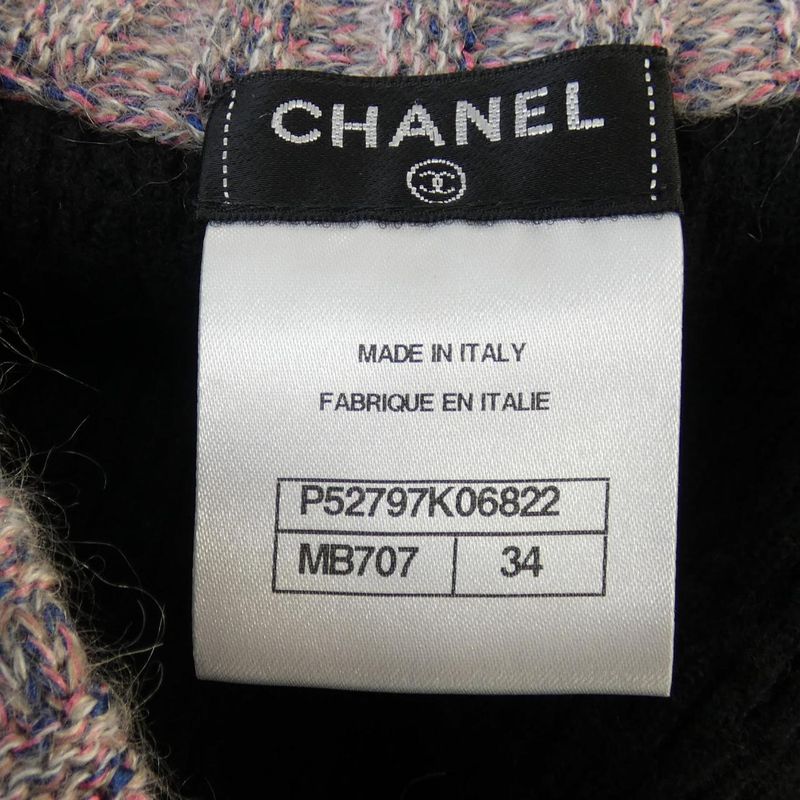 CHANEL
MADE IN ITALY
FABRIQUE EN ITALIE
P52797K06822
MB707 34